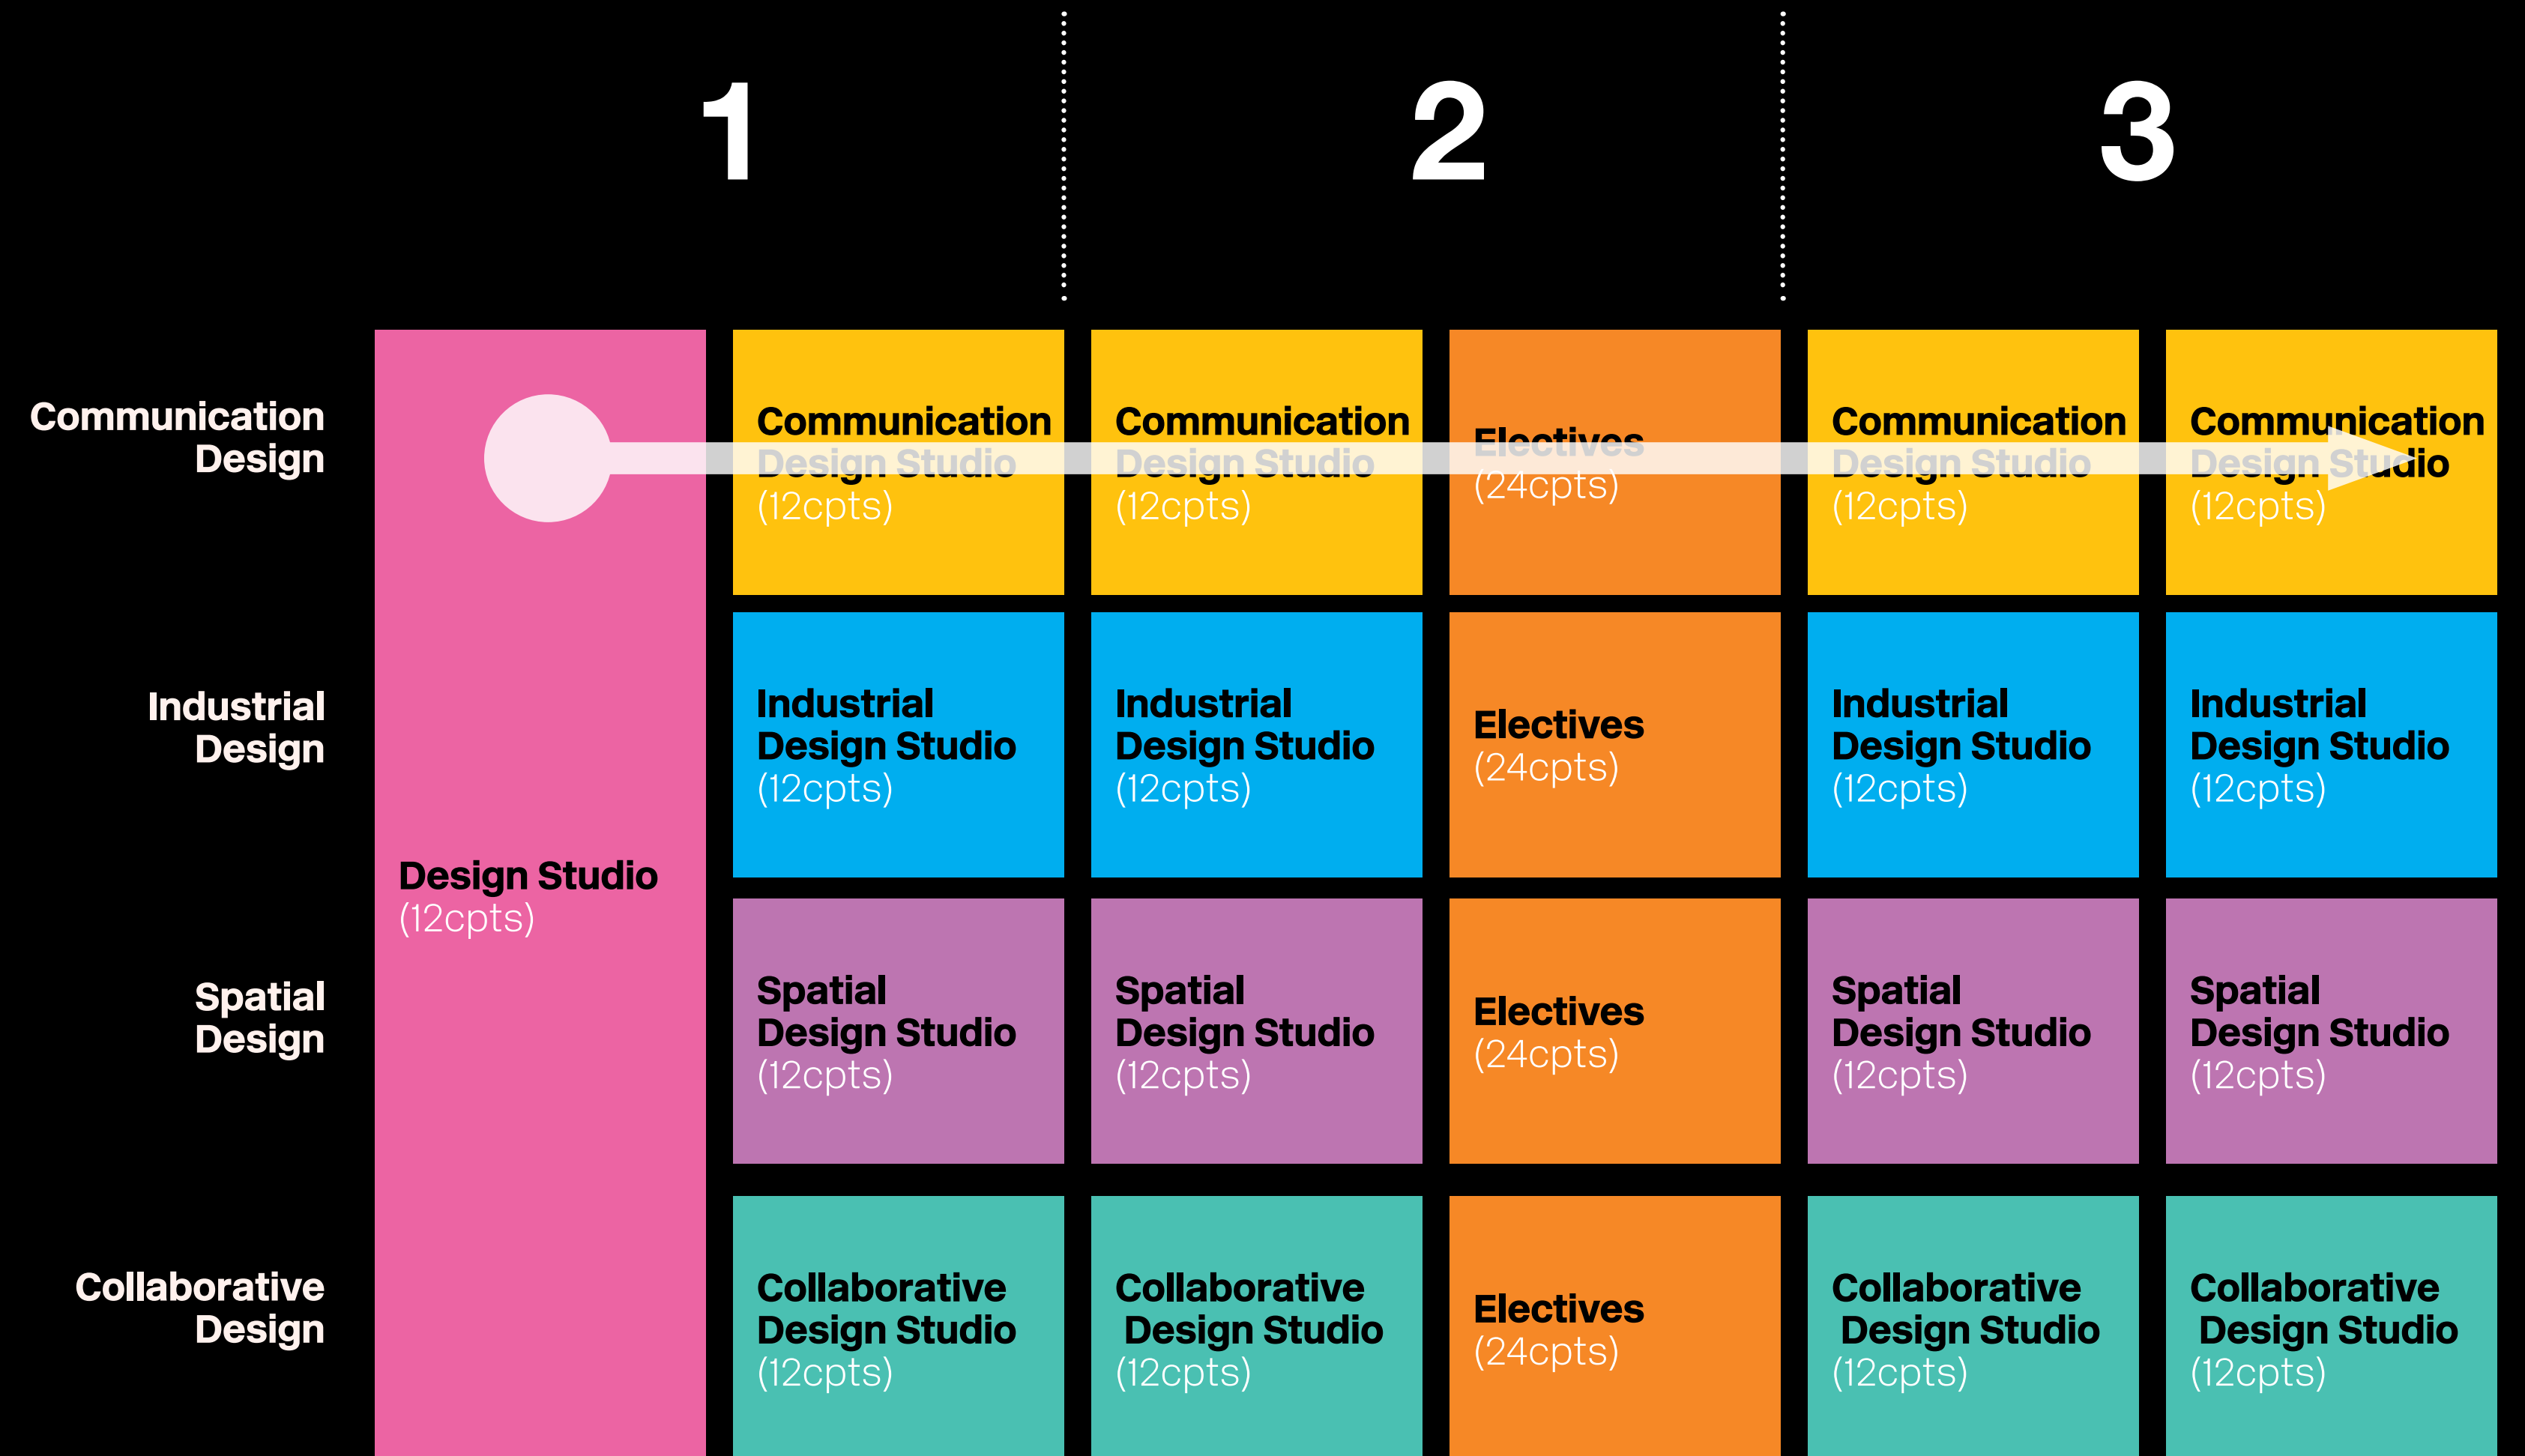 1
2
3
Communication
Design
Communication
Design Studio
(12cpts)
Communication
Design Studio
(12cpts)
Electives
(24cpts)
Communication
Design Studio
(12cpts)
Communication
Design Studio
(12cpts)
Industrial
Design
Industrial
Design Studio
(12cpts)
Industrial
Design Studio
(12cpts)
Electives
(24cpts)
Industrial
Design Studio
(12cpts)
Industrial
Design Studio
(12cpts)
Design Studio
(12cpts)
Spatial
Design
Spatial
Design Studio
(12cpts)
Spatial
Design Studio
(12cpts)
Electives
(24cpts)
Spatial
Design Studio
(12cpts)
Spatial
Design Studio
(12cpts)
Collaborative
Design
Collaborative
Design Studio
(12cpts)
Collaborative
Design Studio
(12cpts)
Electives
(24cpts)
Collaborative
Design Studio
(12cpts)
Collaborative
Design Studio
(12cpts)